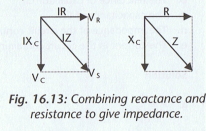 IR
V_R
R
IX_C
IZ
X_C
Z
V_C
V_S
Fig. 16.13: Combining reactance and
resistance to give impedance.